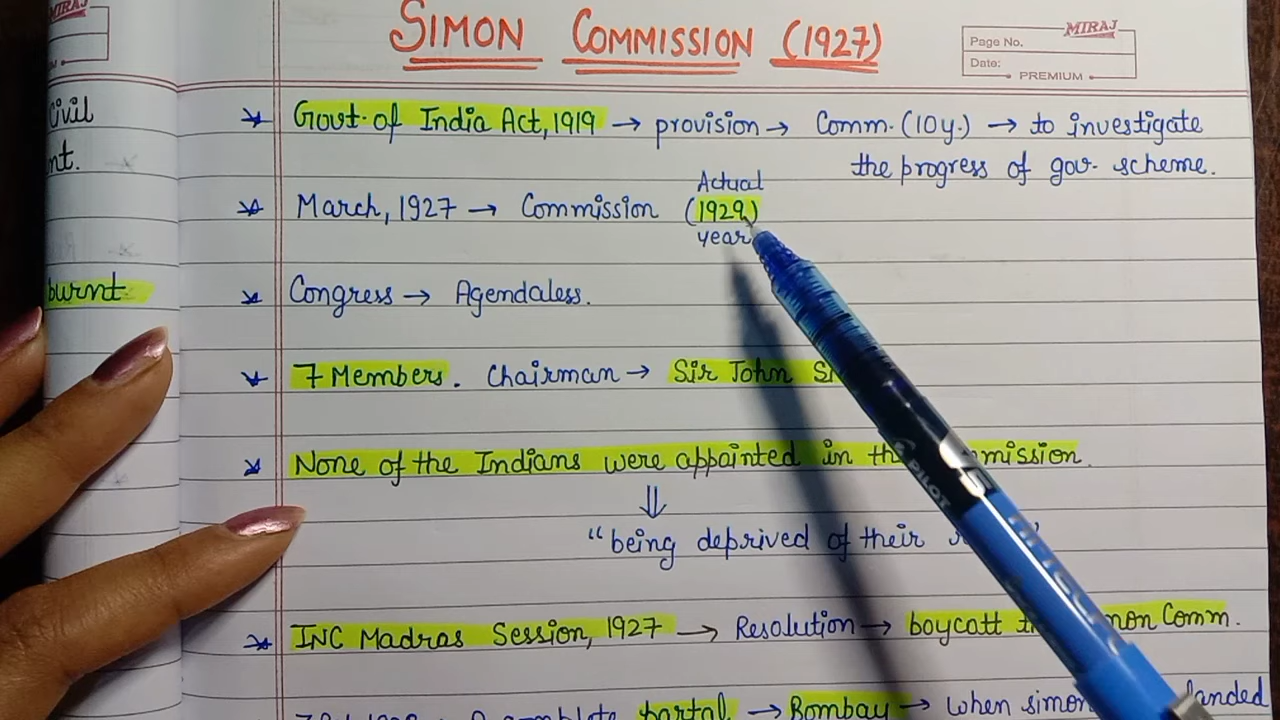 MIRAJ
SIMON COMMISSION (1927)
MIRAJ
Page No.
Date:
PREMIUM
Civil
nt.
burnt
Govt. of India Act, 1919 → provision → Comm. (10y.) → to investigate
the progress of gov. scheme.
Actual
March, 1927 → Commission (1929)
year
Congress → Agendaless.
7 Members. Chairman → Sir John
None of the Indians were appointed in mission.
⇓
"being deprived of their
INC Madras Session, 1927 → Resolution → boycott Comm.
complete hartal → Bombay → when simon landed
PILOT